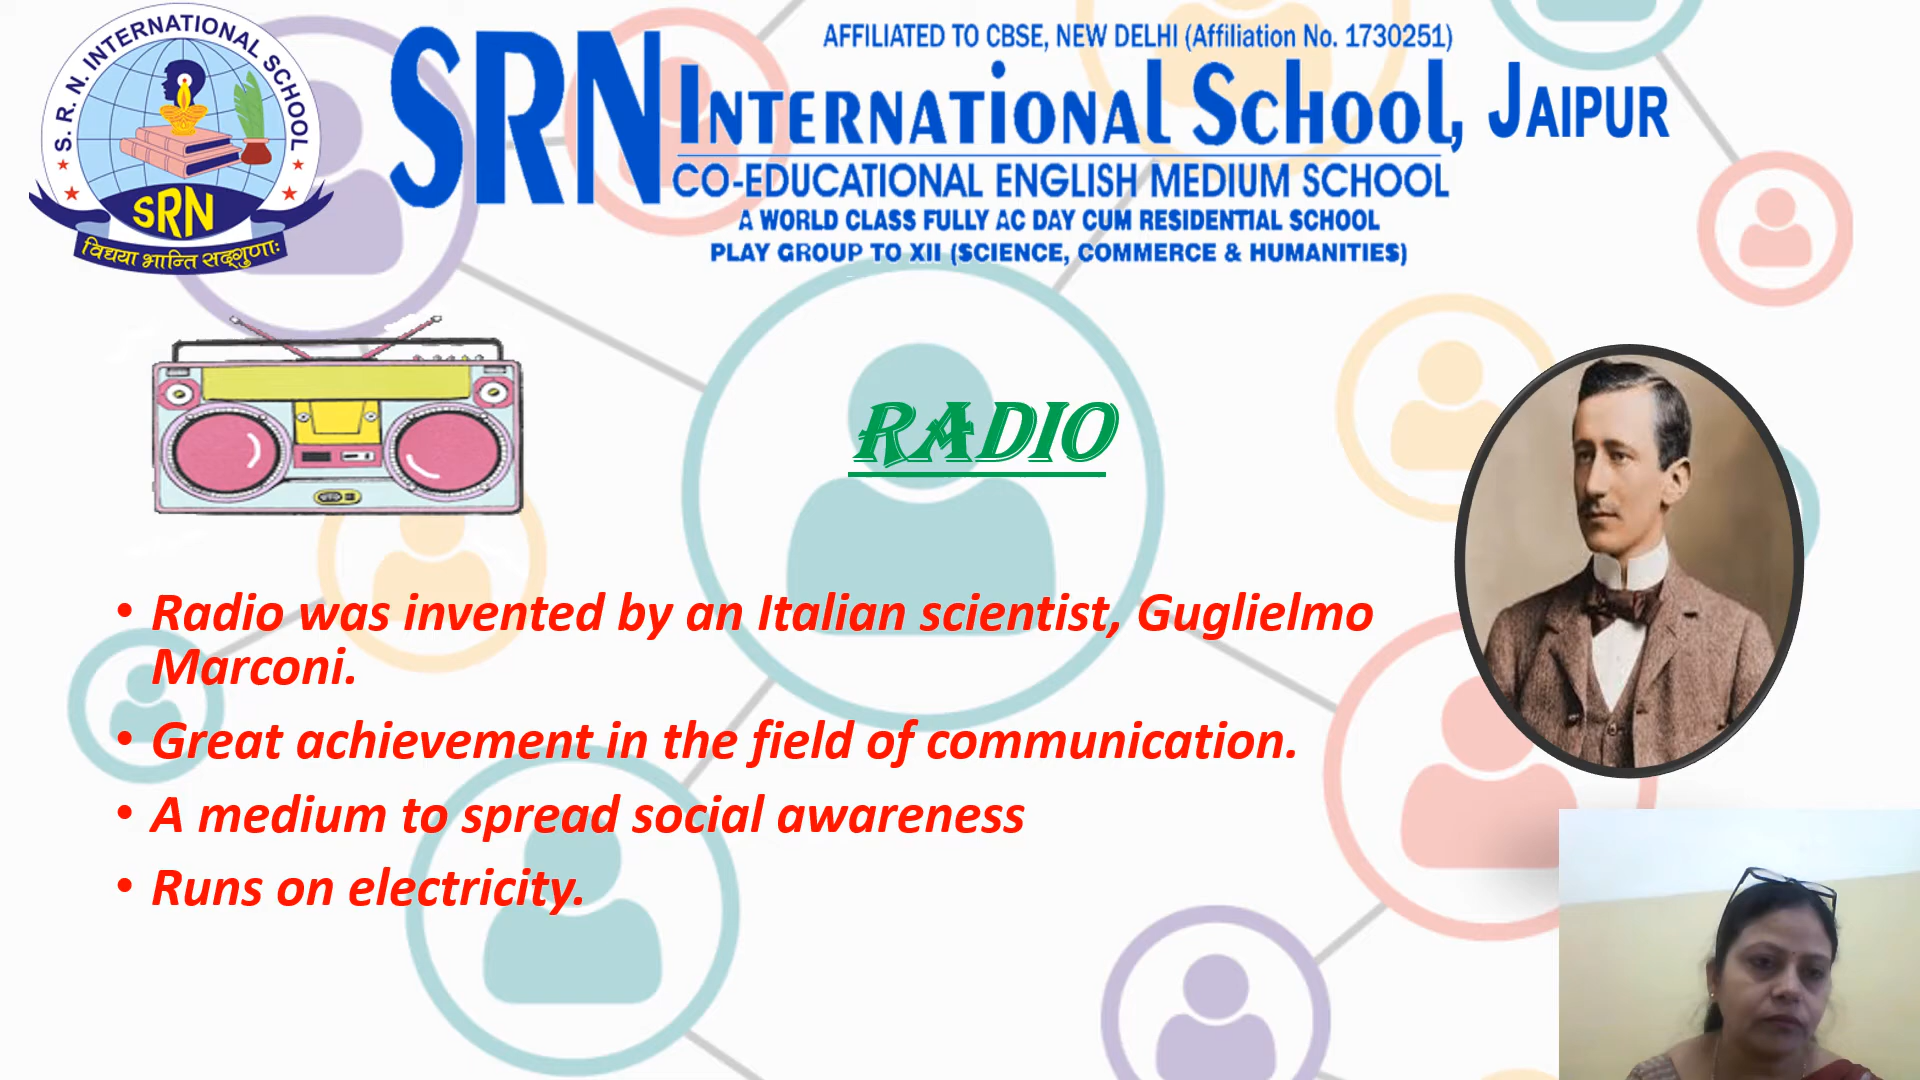 S. R. N. INTERNATIONAL SCHOOL
SRN
विद्यया भान्ति सद्गुणाः
AFFILIATED TO CBSE, NEW DELHI (Affiliation No. 1730251)
SRN INTERNATIONAL SCHOOL, JAIPUR
CO-EDUCATIONAL ENGLISH MEDIUM SCHOOL
A WORLD CLASS FULLY AC DAY CUM RESIDENTIAL SCHOOL
PLAY GROUP TO XII (SCIENCE, COMMERCE & HUMANITIES)
RADIO
• Radio was invented by an Italian scientist, Guglielmo
Marconi.
• Great achievement in the field of communication.
• A medium to spread social awareness
• Runs on electricity.